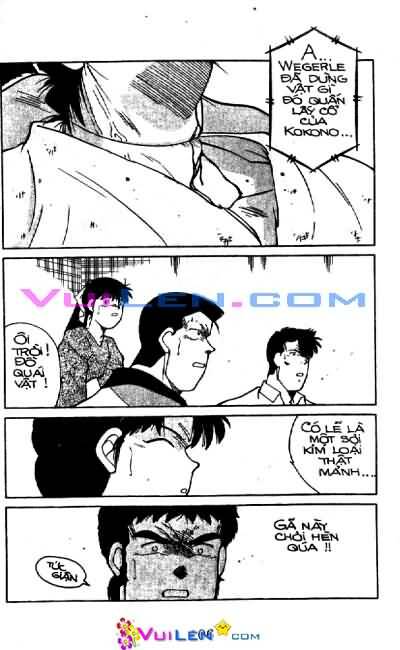 A...
WEGERLE
ĐÃ DÙNG
VẬT GÌ
ĐÓ QUẤN
LẤY CỔ
CỦA
KOKONO...
VUILEN.COM
ÔI
TRỜI!
ĐỒ
QUÁI
VẬT!
CÓ LẼ LÀ
MỘT SỢI
KIM LOẠI
THẬT
MẢNH...
GÃ NÀY
CHƠI HÈN
QÚA!!
TỨC
GIẬN
VUILEN.COM